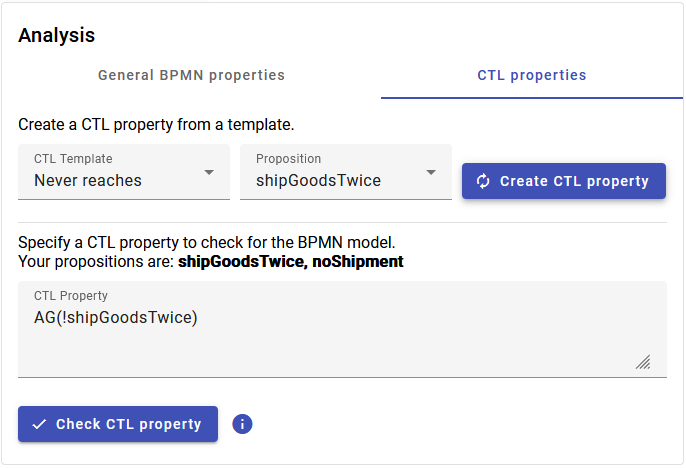 Analysis
General BPMN properties
CTL properties
Create a CTL property from a template.
CTL Template
Never reaches
Proposition
shipGoodsTwice
Create CTL property
Specify a CTL property to check for the BPMN model.
Your propositions are: shipGoodsTwice, noShipment
CTL Property
AG(!shipGoodsTwice)
Check CTL property